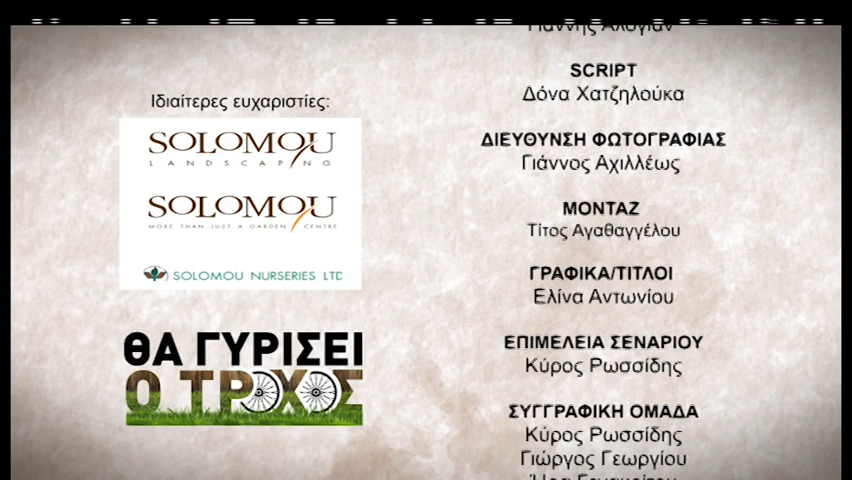 Ιδιαίτερες ευχαριστίες:
SOLOMOU
LANDSCAPING
SOLOMOU
MORE THAN JUST A GARDEN CENTRE
SOLOMOU NURSERIES LTD
ΘΑ ΓΥΡΙΣΕΙ
Ο ΤΡΟΧΟΣ
Γιάννης Αλογιάν
SCRIPT
Δόνα Χατζηλούκα
ΔΙΕΥΘΥΝΣΗ ΦΩΤΟΓΡΑΦΙΑΣ
Γιάννος Αχιλλέως
ΜΟΝΤΑΖ
Τίτος Αγαθαγγέλου
ΓΡΑΦΙΚΑ/ΤΙΤΛΟΙ
Ελίνα Αντωνίου
ΕΠΙΜΕΛΕΙΑ ΣΕΝΑΡΙΟΥ
Κύρος Ρωσσίδης
ΣΥΓΓΡΑΦΙΚΗ ΟΜΑΔΑ
Κύρος Ρωσσίδης
Γιώργος Γεωργίου